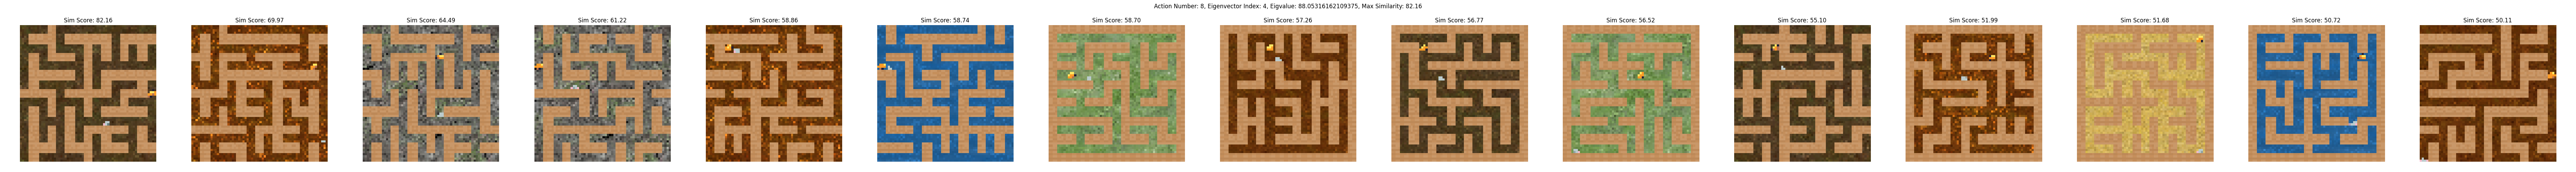 Action Number: 8, Eigenvector Index: 4, Eigvalue: 88.05316162109375, Max Similarity: 82.16
Sim Score: 82.16
Sim Score: 69.97
Sim Score: 64.49
Sim Score: 61.22
Sim Score: 58.86
Sim Score: 58.74
Sim Score: 58.70
Sim Score: 57.26
Sim Score: 56.77
Sim Score: 56.52
Sim Score: 55.10
Sim Score: 51.99
Sim Score: 51.68
Sim Score: 50.72
Sim Score: 50.11